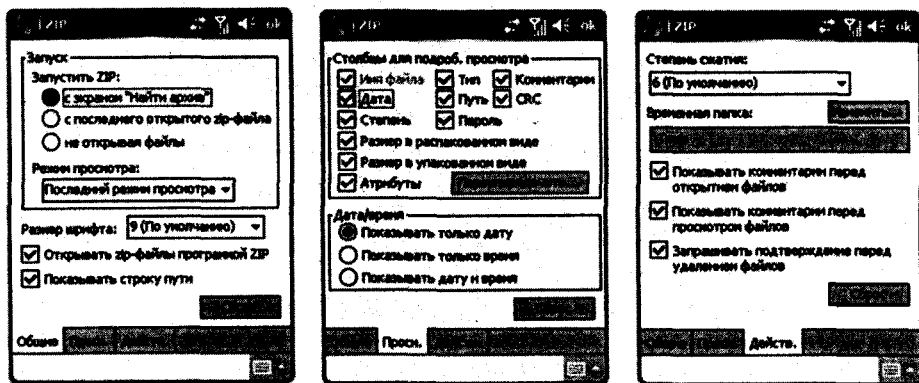 ZIP ok
Запуск
Запустить ZIP:
с экраном "Найти архив"
с последнего открытого zip-файла
не открывая файлы
Режим просмотра:
Последний режим просмотра
Размер шрифта: 9 (По умолчанию)
Открывать zip-файлы программой ZIP
Показывать строку пути
Общие
ZIP ok
Столбцы для подроб. просмотра
Имя файла Тип Комментарии
Дата Путь CRC
Степень Пароль
Размер в распакованном виде
Размер в упакованном виде
Атрибуты
Дата/время
Показывать только дату
Показывать только время
Показывать дату и время
Просм.
ZIP ok
Степень сжатия:
6 (По умолчанию)
Временная папка:
Показывать комментарии перед
открытием файлов
Показывать комментарии перед
просмотром файлов
Запрашивать подтверждение перед
удалением файлов
Действ.